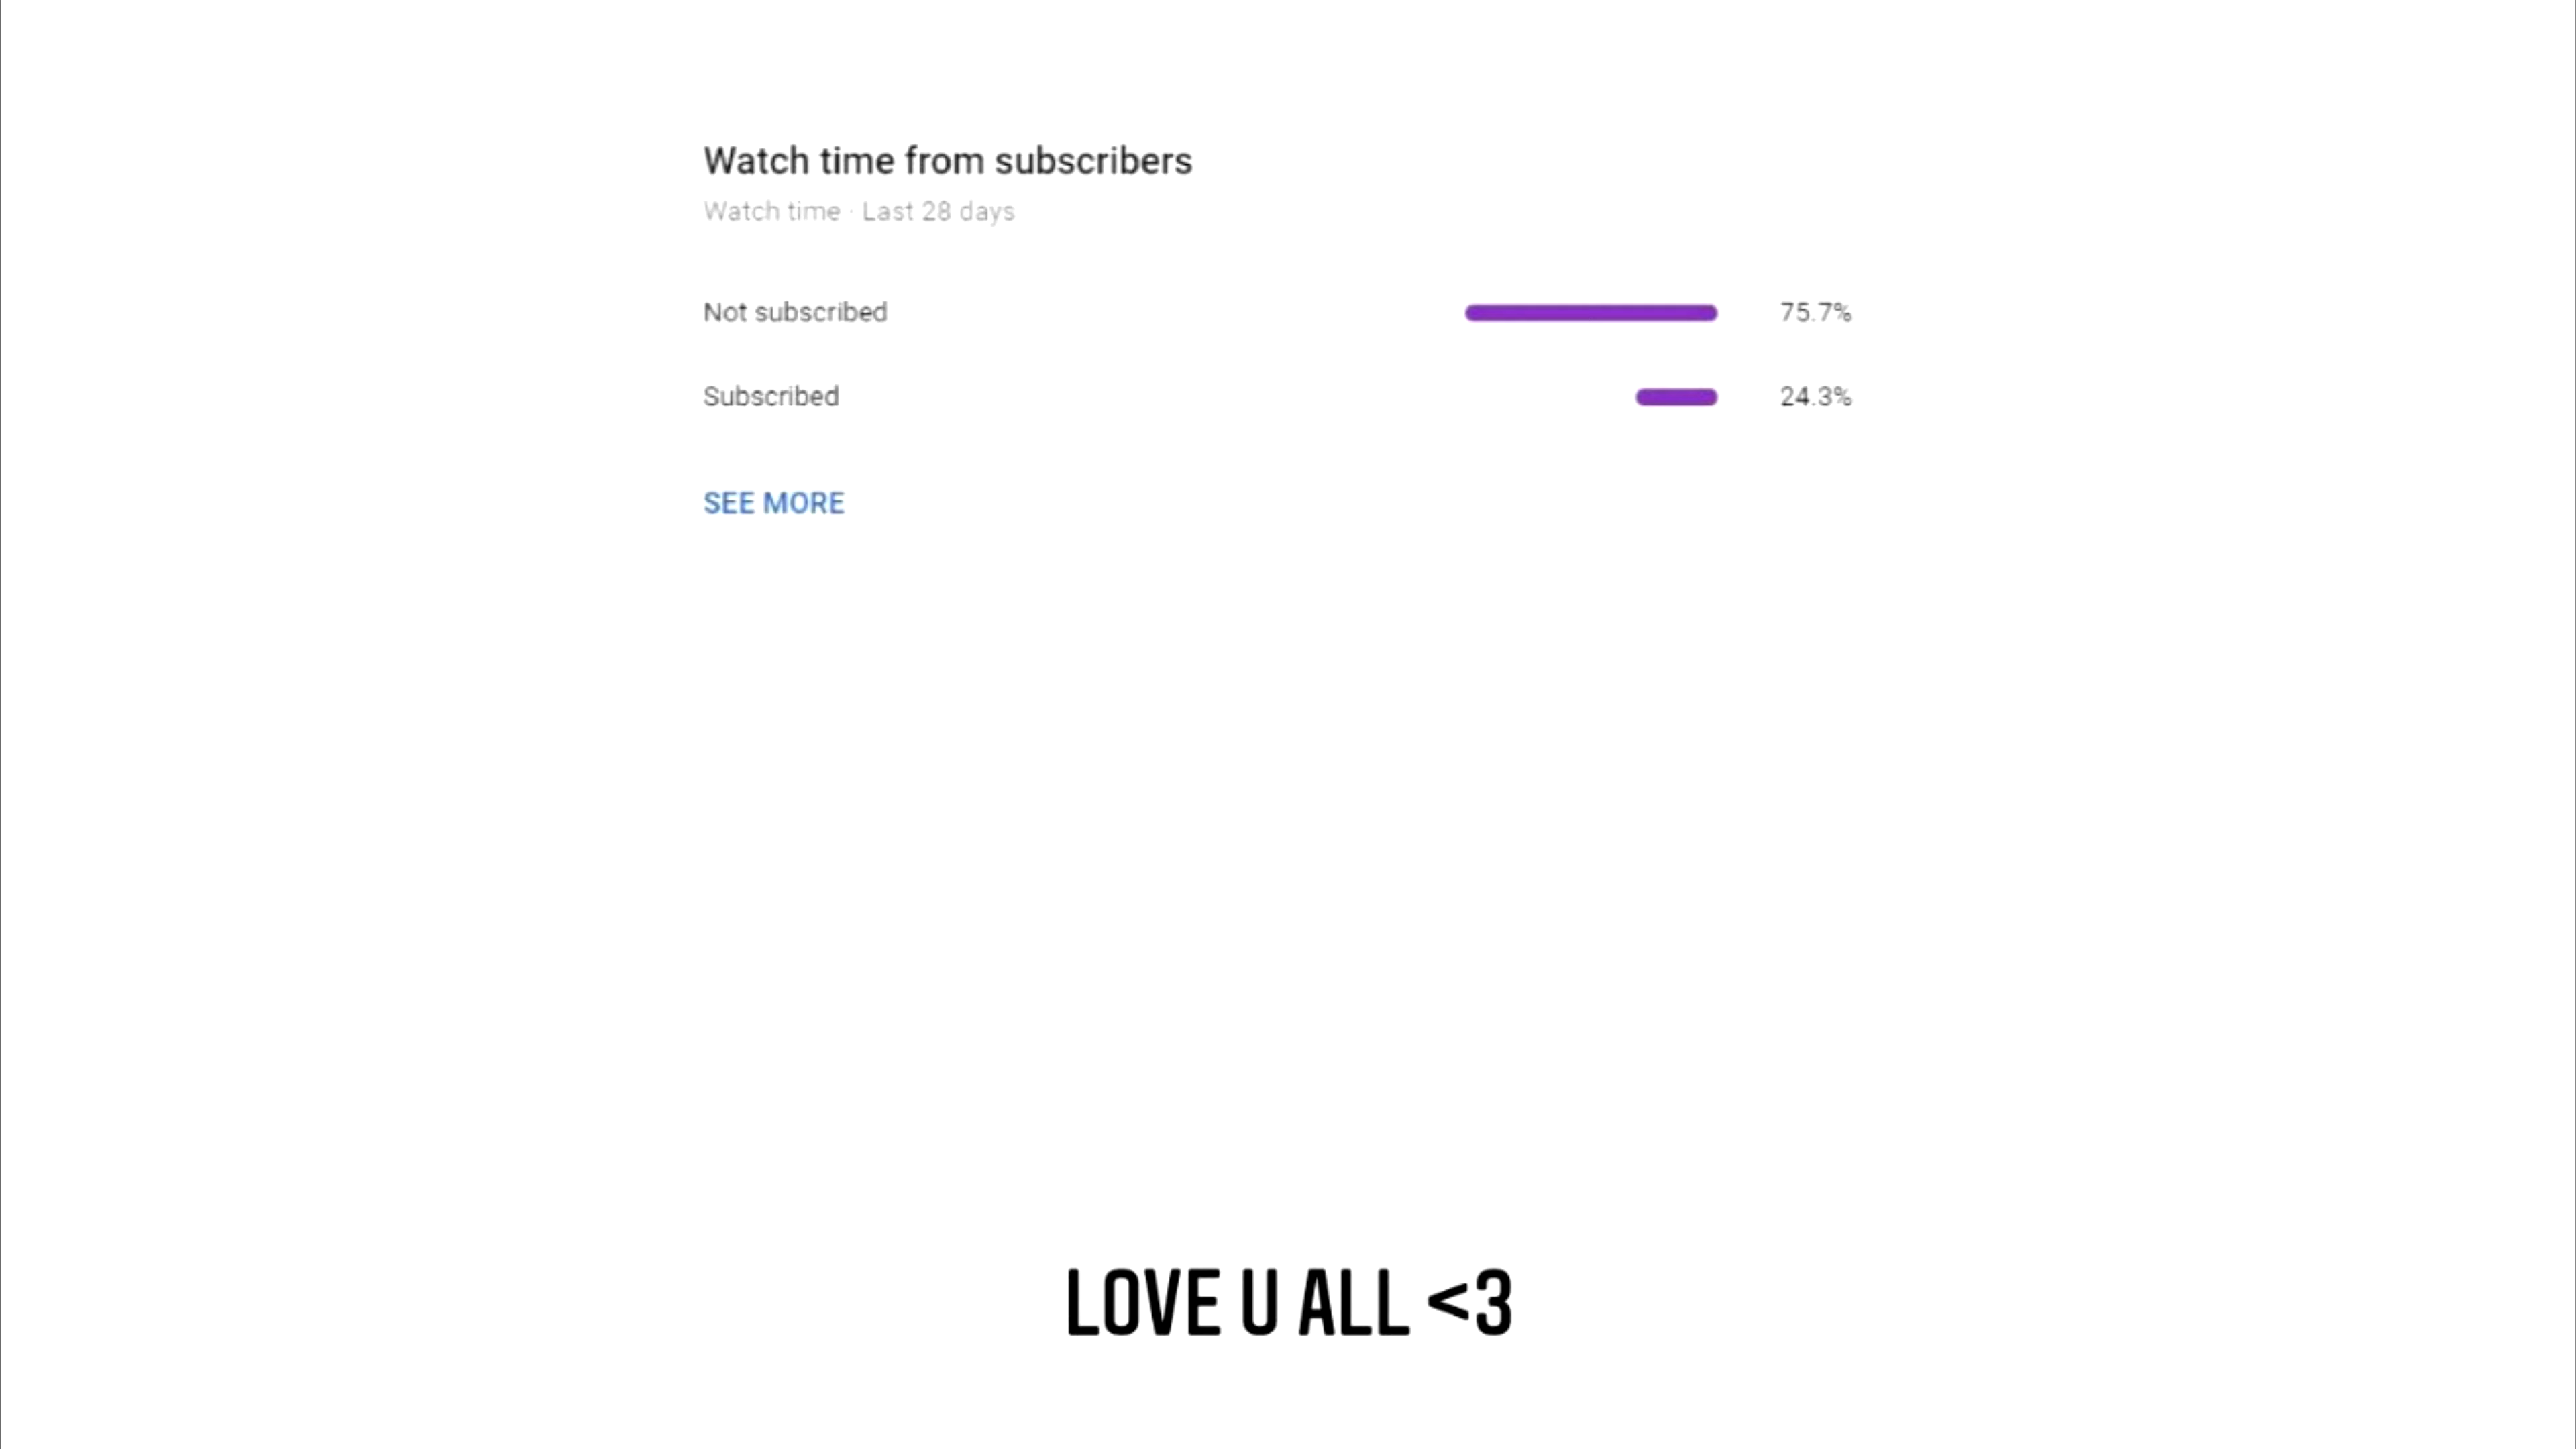 Watch time from subscribers
Watch time · Last 28 days
Not subscribed 75.7%
Subscribed 24.3%
SEE MORE
LOVE U ALL <3